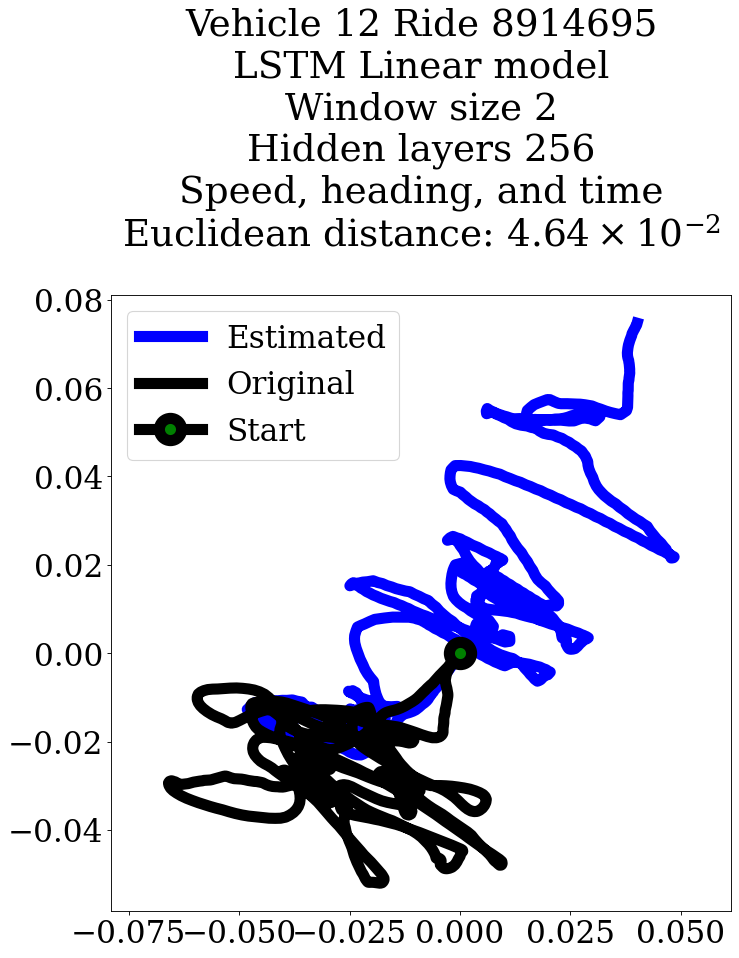 Vehicle 12 Ride 8914695
LSTM Linear model
Window size 2
Hidden layers 256
Speed, heading, and time
Euclidean distance: 4.64 × 10⁻²
Estimated
Original
Start
0.08
0.06
0.04
0.02
0.00
−0.02
−0.04
−0.075 −0.050 −0.025 0.000 0.025 0.050